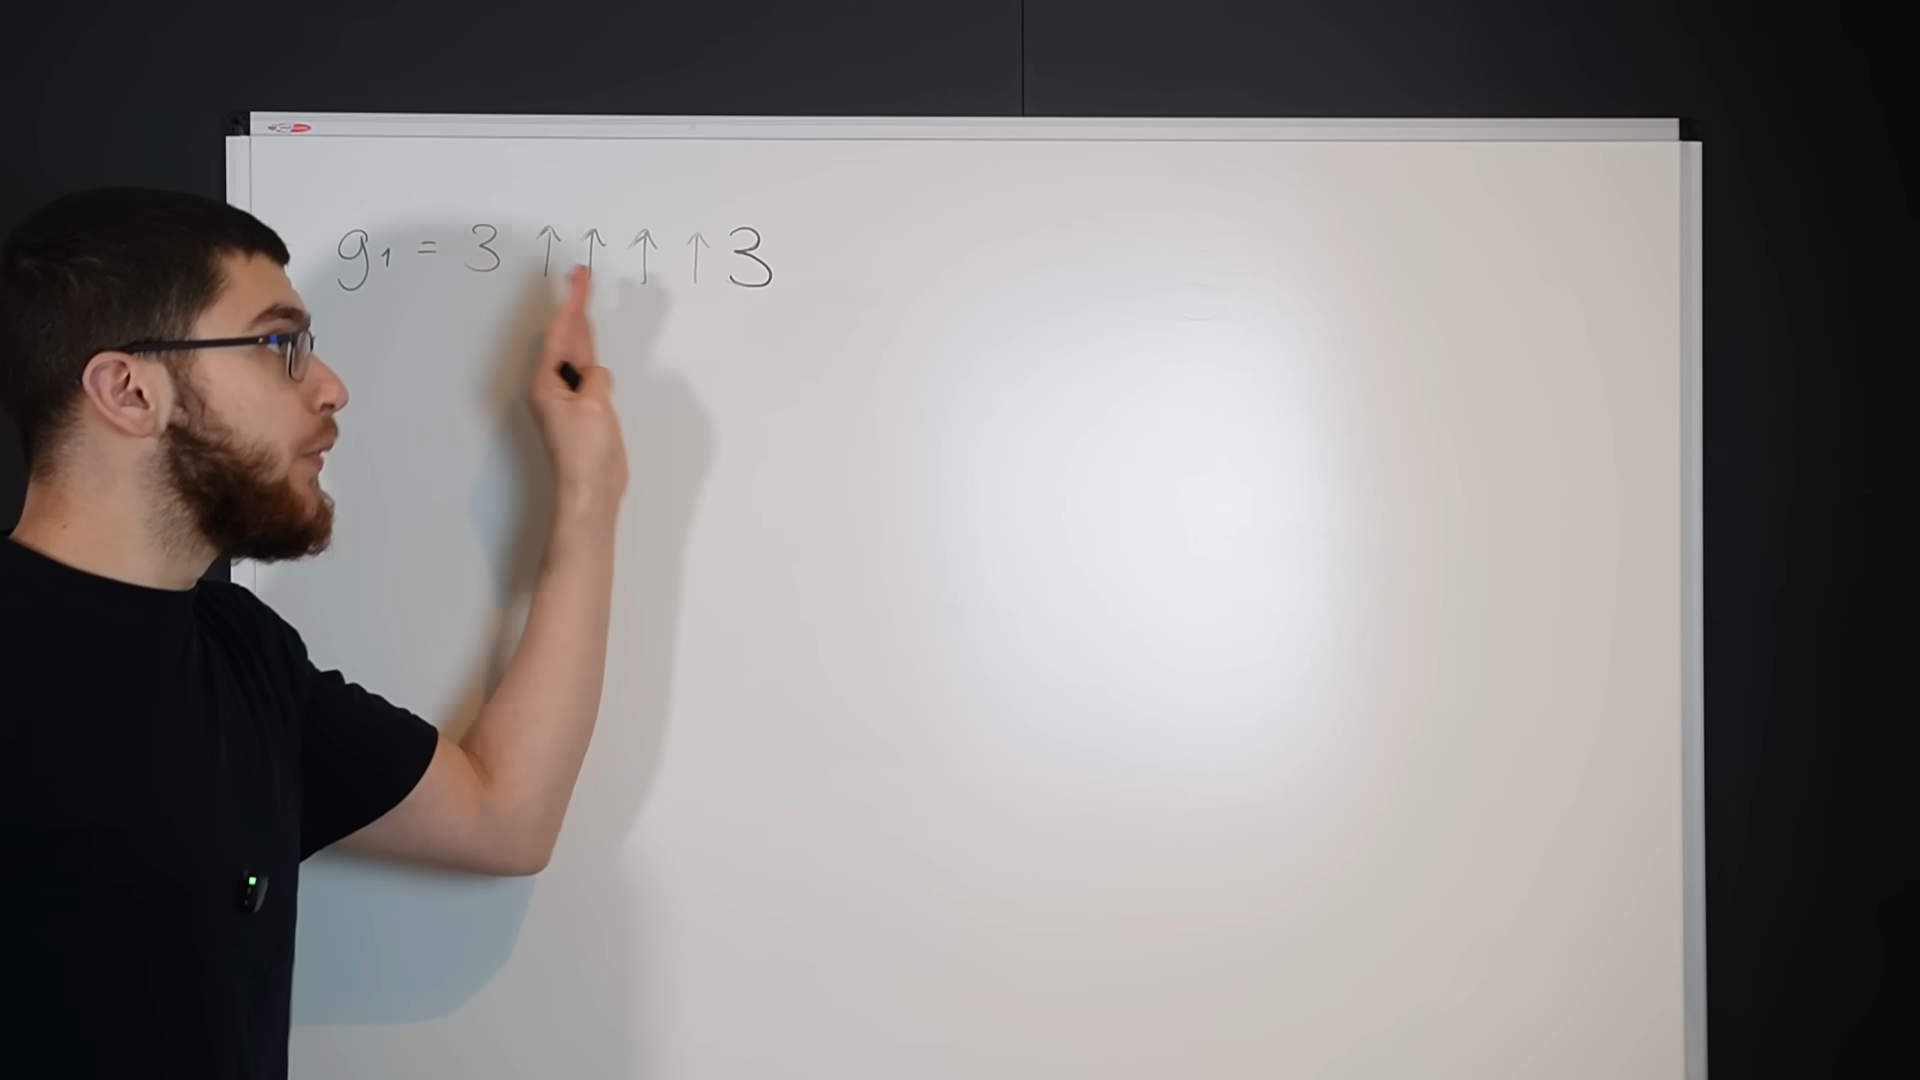 g₁ = 3 ↑ ↑ ↑ ↑ 3